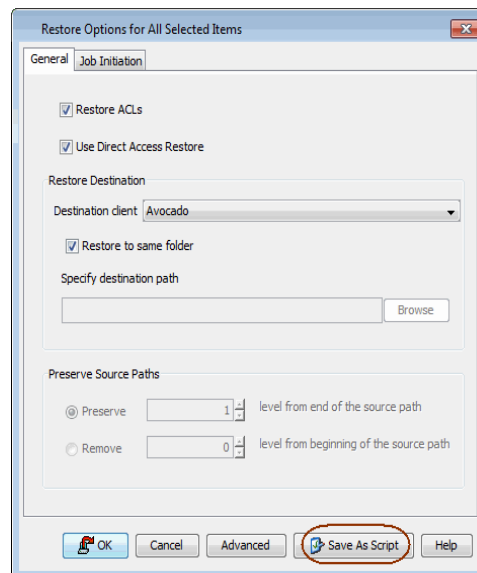 Restore Options for All Selected Items
General Job Initiation
Restore ACLs
Use Direct Access Restore
Restore Destination
Destination client Avocado
Restore to same folder
Specify destination path
Browse
Preserve Source Paths
Preserve 1 level from end of the source path
Remove 0 level from beginning of the source path
OK Cancel Advanced Save As Script Help